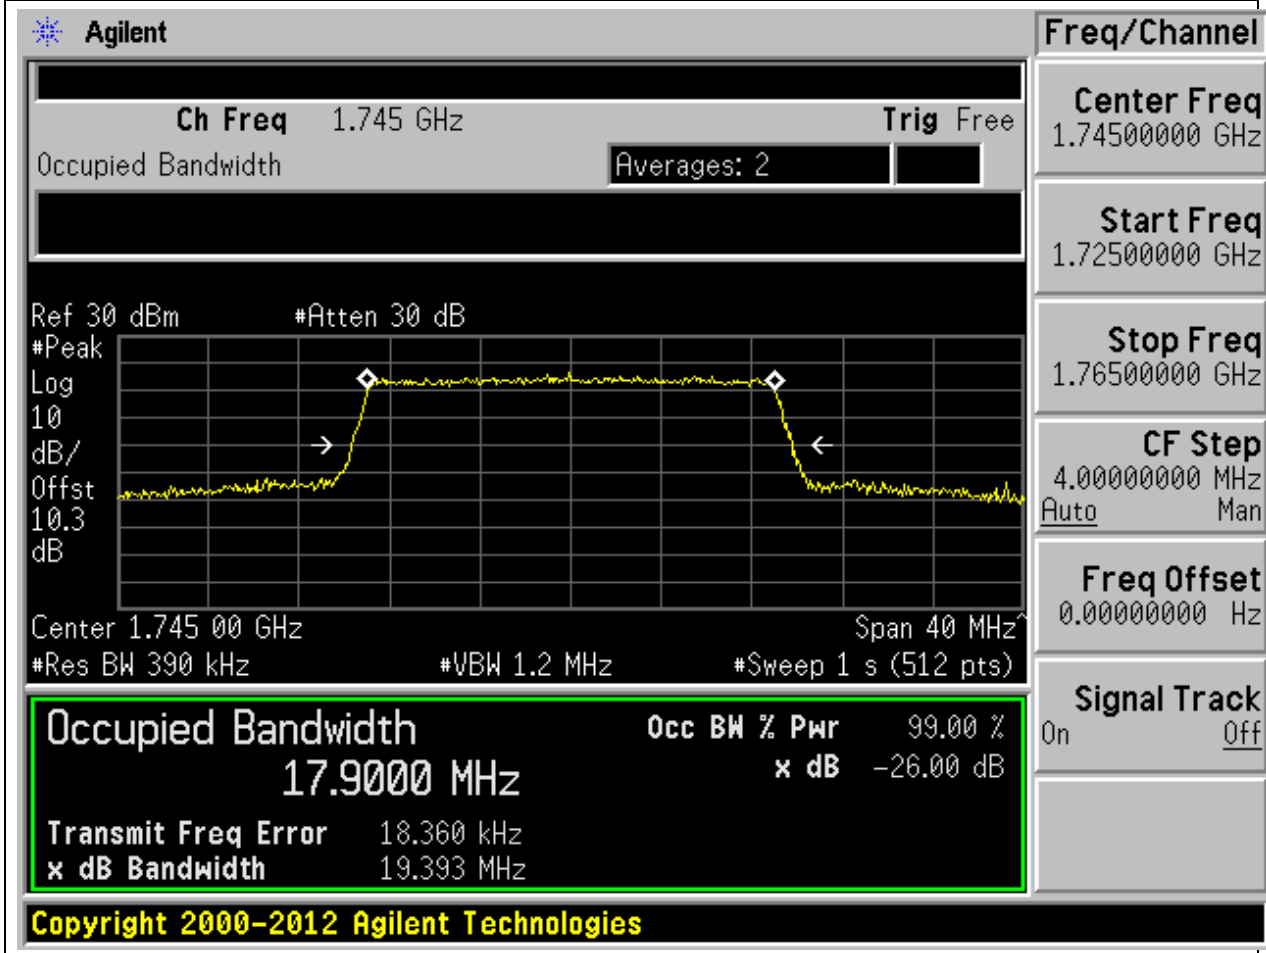 Agilent
Freq/Channel
Ch Freq 1.745 GHz Trig Free
Occupied Bandwidth Averages: 2
Ref 30 dBm #Atten 30 dB
#Peak
Log
10
dB/
Offst
10.3
dB
Center 1.745 00 GHz Span 40 MHz^
#Res BW 390 kHz #VBW 1.2 MHz #Sweep 1 s (512 pts)
Occupied Bandwidth Occ BW % Pwr 99.00 %
17.9000 MHz x dB -26.00 dB
Transmit Freq Error 18.360 kHz
x dB Bandwidth 19.393 MHz
Copyright 2000-2012 Agilent Technologies
Center Freq
1.74500000 GHz
Start Freq
1.72500000 GHz
Stop Freq
1.76500000 GHz
CF Step
4.00000000 MHz
Auto Man
Freq Offset
0.00000000 Hz
Signal Track
On Off